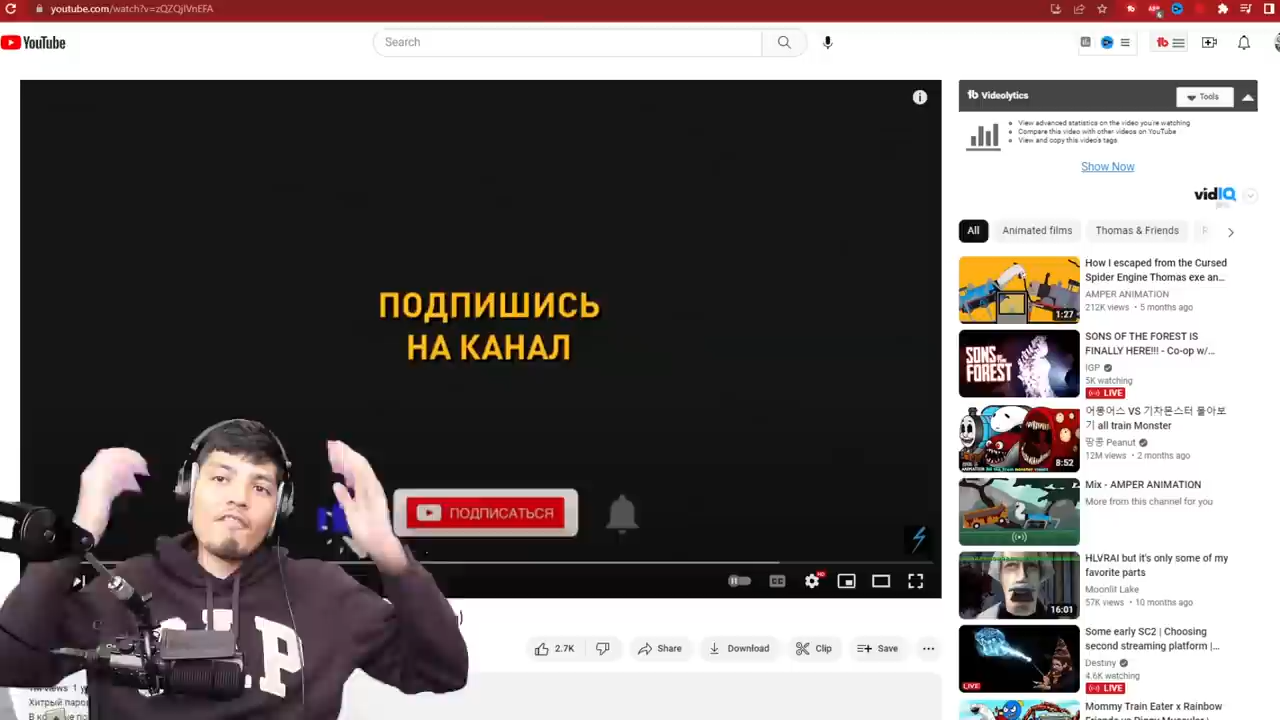 youtube.com/watch?v=zQZQjlVnEFA
YouTube
Search
ПОДПИШИСЬ
НА КАНАЛ
ПОДПИСАТЬСЯ
CC
HD
2.7K
Share
Download
Clip
Save
Хитрый
Videolytics
Tools
View advanced statistics on the video you're watching
Compare this video with other videos on YouTube
View and copy this video's tags
Show Now
vidIQ
All
Animated films
Thomas & Friends
How I escaped from the Cursed
Spider Engine Thomas exe an...
AMPER ANIMATION
212K views • 5 months ago
1:27
SONS OF THE FOREST IS
FINALLY HERE!!! - Co-op w/...
IGP
5K watching
LIVE
SONS OF THE FOREST
어몽어스 VS 기차몬스터 몰아보
기 all train Monster
땅콩 Peanut
12M views • 2 months ago
8:52
Mix - AMPER ANIMATION
More from this channel for you
HLVRAI but it's only some of my
favorite parts
Moonlit Lake
57K views • 10 months ago
16:01
Some early SC2 | Choosing
second streaming platform |...
Destiny
4.6K watching
LIVE
LIVE
Mommy Train Eater x Rainbow